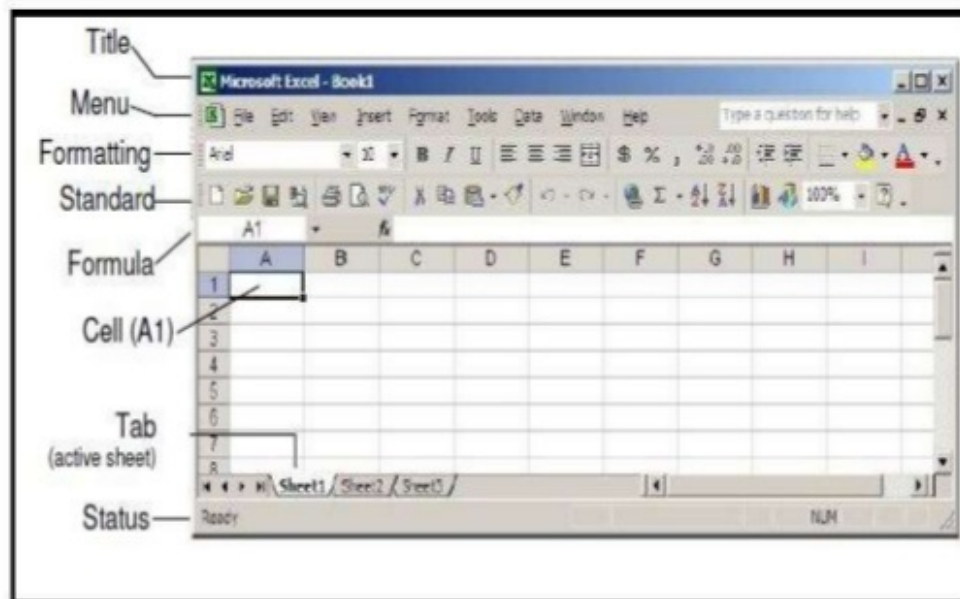 Title
Microsoft Excel - Book1
Menu
File Edit View Insert Format Tools Data Window Help Type a question for help
Formatting
Arial 10 B I U $ % ,
Standard
Σ 100%
Formula
A1 fx
A B C D E F G H I
1
Cell (A1)
2
3
4
5
6
Tab
(active sheet)
7
8
Sheet1 / Sheet2 / Sheet3 /
Status
Ready NUM